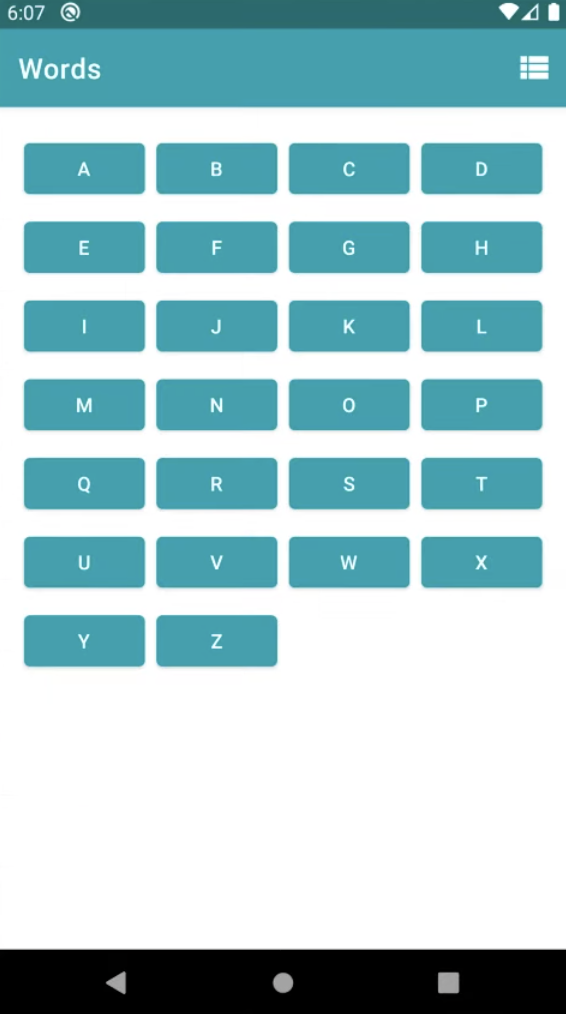 6:07
Words
A B C D
E F G H
I J K L
M N O P
Q R S T
U V W X
Y Z